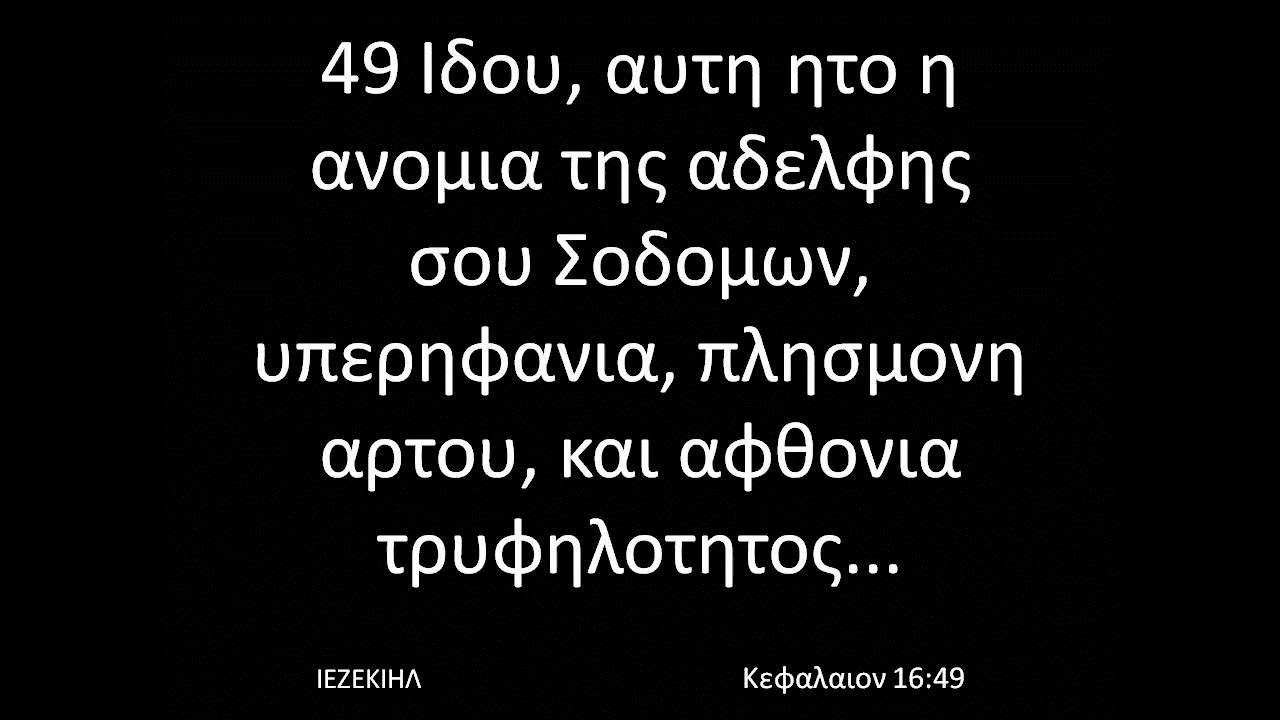 49 Ιδου, αυτη ητο η
ανομια της αδελφης
σου Σοδομων,
υπερηφανια, πλησμονη
αρτου, και αφθονια
τρυφηλοτητος...
ΙΕΖΕΚΙΗΛ
Κεφαλαιον 16:49